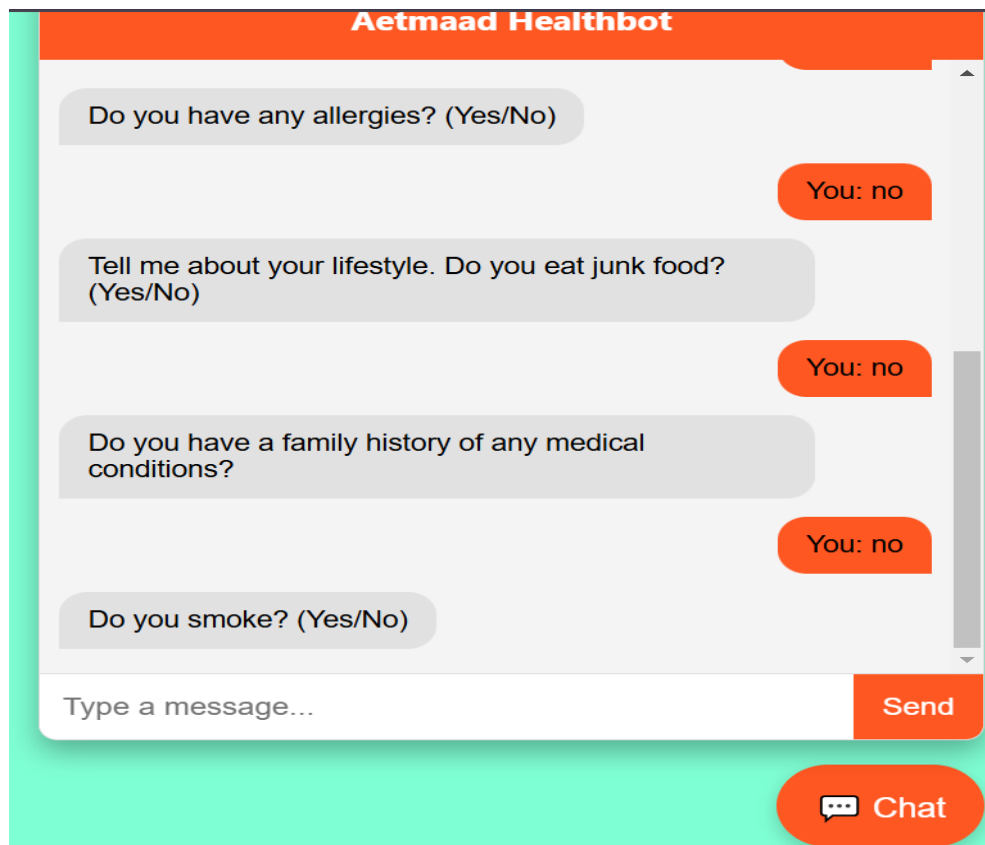 Aetmaad Healthbot
Do you have any allergies? (Yes/No)
You: no
Tell me about your lifestyle. Do you eat junk food?
(Yes/No)
You: no
Do you have a family history of any medical
conditions?
You: no
Do you smoke? (Yes/No)
Type a message...
Send
Chat